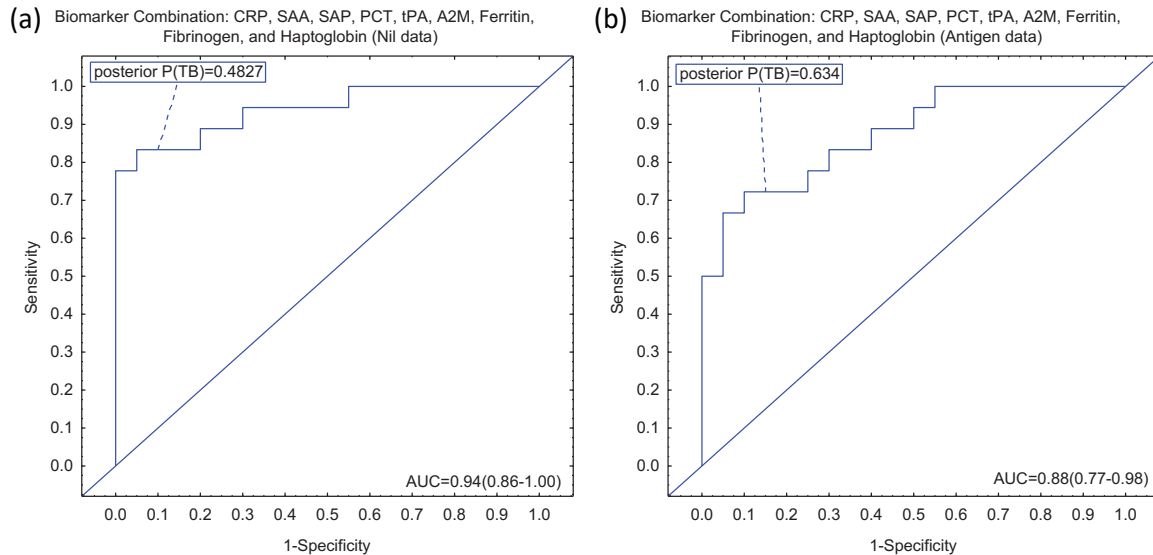 (a)
Biomarker Combination: CRP, SAA, SAP, PCT, tPA, A2M, Ferritin,
Fibrinogen, and Haptoglobin (Nil data)
posterior P(TB)=0.4827
1.0
0.9
0.8
0.7
0.6
0.5
0.4
0.3
0.2
0.1
0.0
Sensitivity
AUC=0.94(0.86-1.00)
0.0 0.1 0.2 0.3 0.4 0.5 0.6 0.7 0.8 0.9 1.0
1-Specificity
(b)
Biomarker Combination: CRP, SAA, SAP, PCT, tPA, A2M, Ferritin,
Fibrinogen, and Haptoglobin (Antigen data)
posterior P(TB)=0.634
1.0
0.9
0.8
0.7
0.6
0.5
0.4
0.3
0.2
0.1
0.0
Sensitivity
AUC=0.88(0.77-0.98)
0.0 0.1 0.2 0.3 0.4 0.5 0.6 0.7 0.8 0.9 1.0
1-Specificity